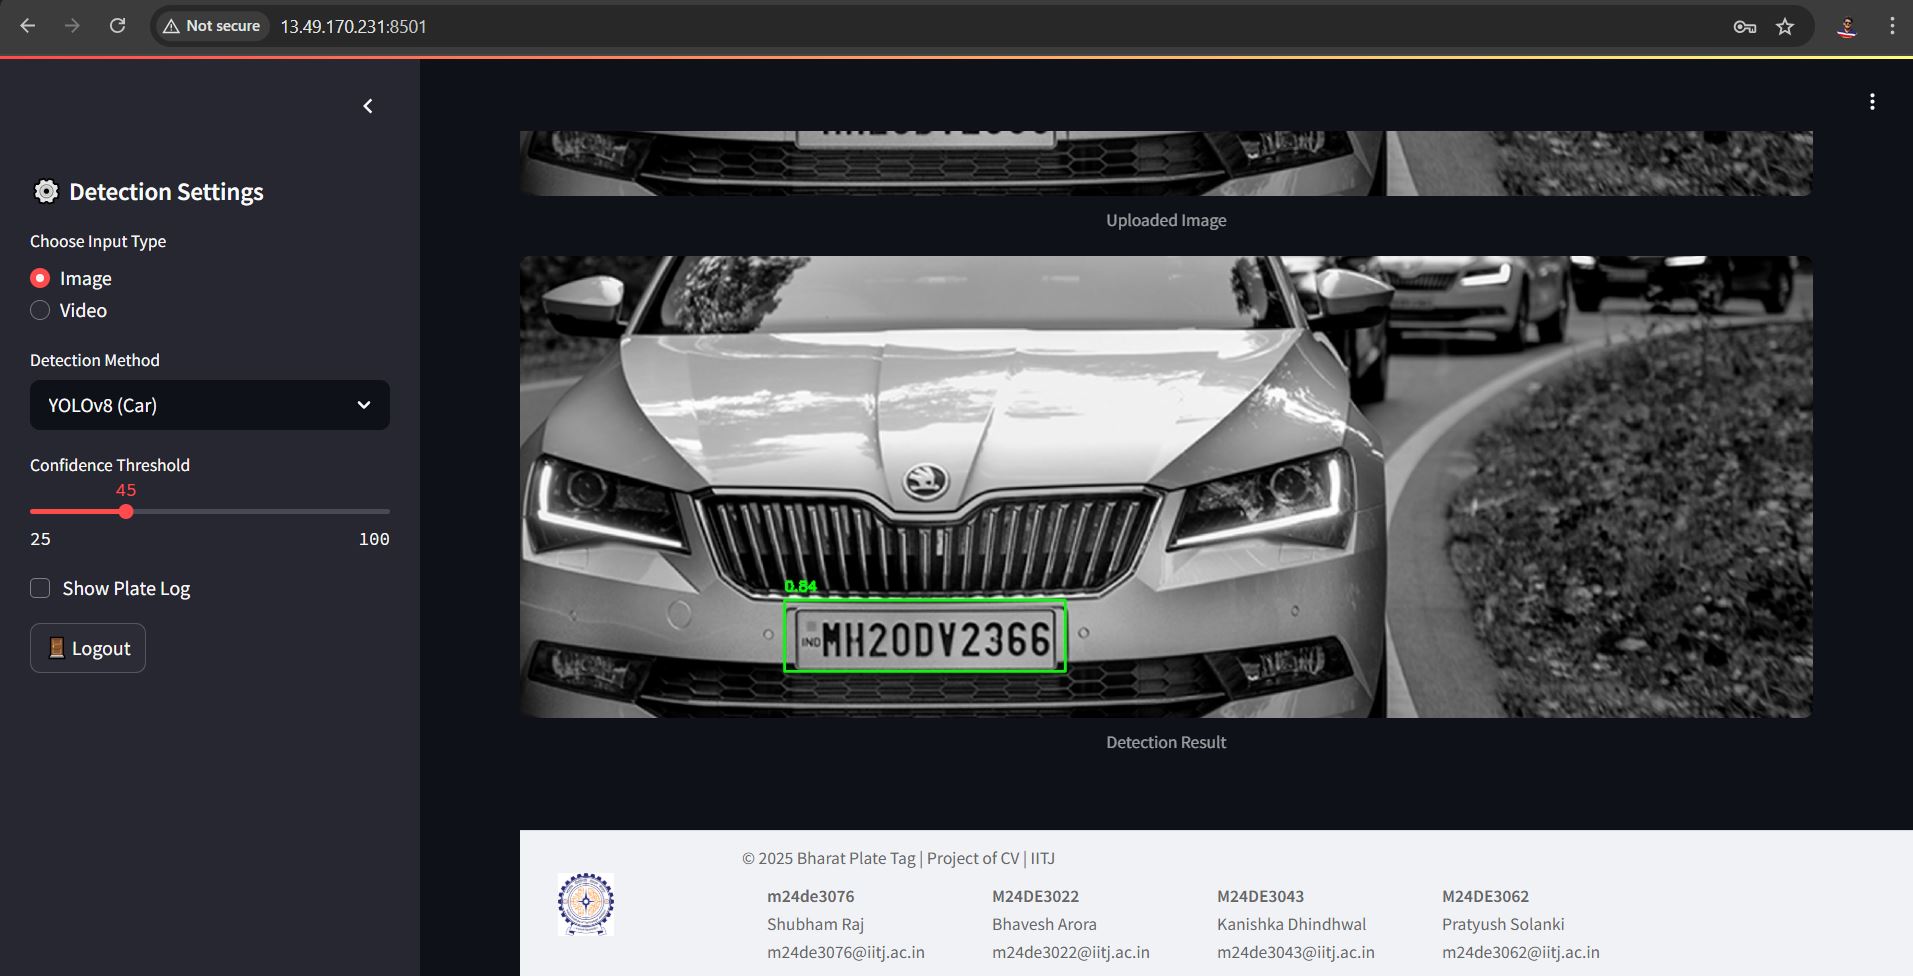 Not secure
13.49.170.231:8501
Detection Settings
Choose Input Type
Image
Video
Detection Method
YOLOv8 (Car)
Confidence Threshold
45
25
100
Show Plate Log
Logout
Uploaded Image
0.84
IND MH20DV2366
Detection Result
© 2025 Bharat Plate Tag | Project of CV | IITJ
m24de3076
Shubham Raj
m24de3076@iitj.ac.in
M24DE3022
Bhavesh Arora
m24de3022@iitj.ac.in
M24DE3043
Kanishka Dhindhwal
m24de3043@iitj.ac.in
M24DE3062
Pratyush Solanki
m24de3062@iitj.ac.in